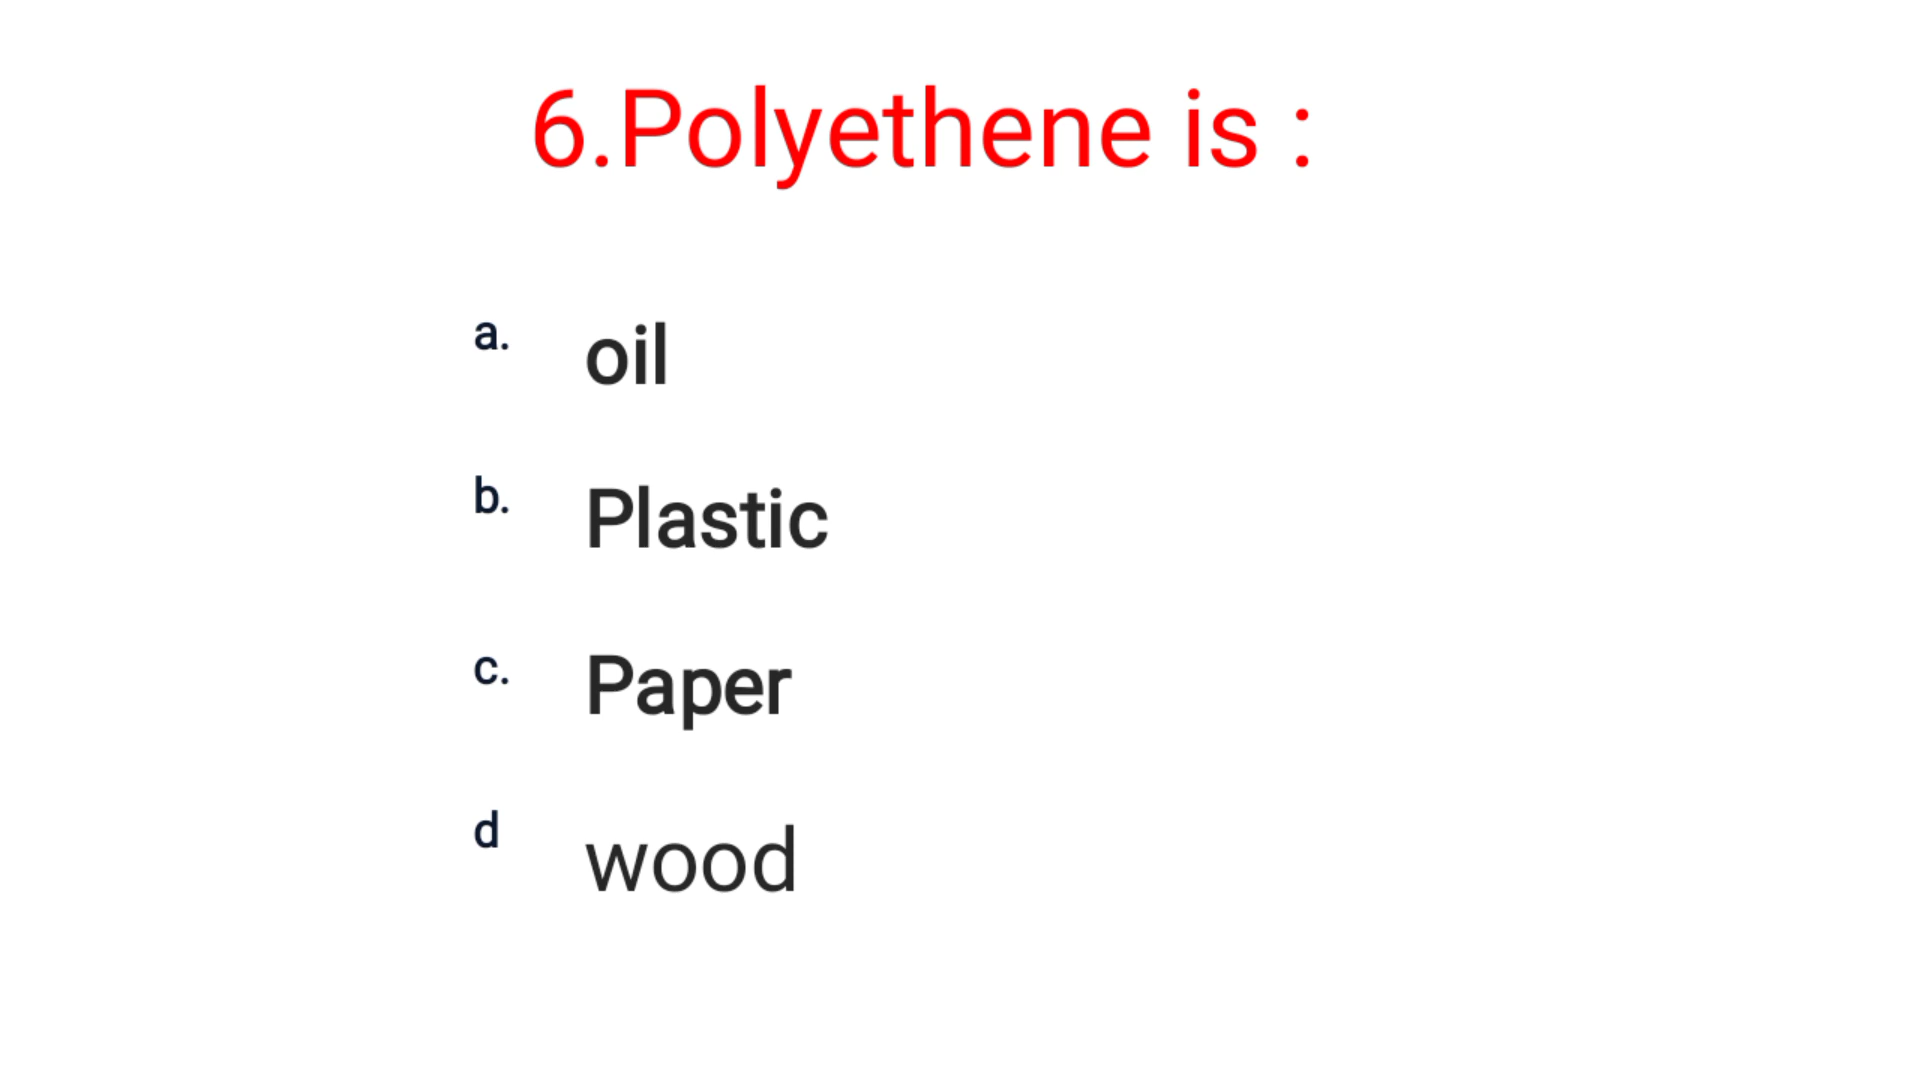 6.Polyethene is :
a. oil
b. Plastic
c. Paper
d wood